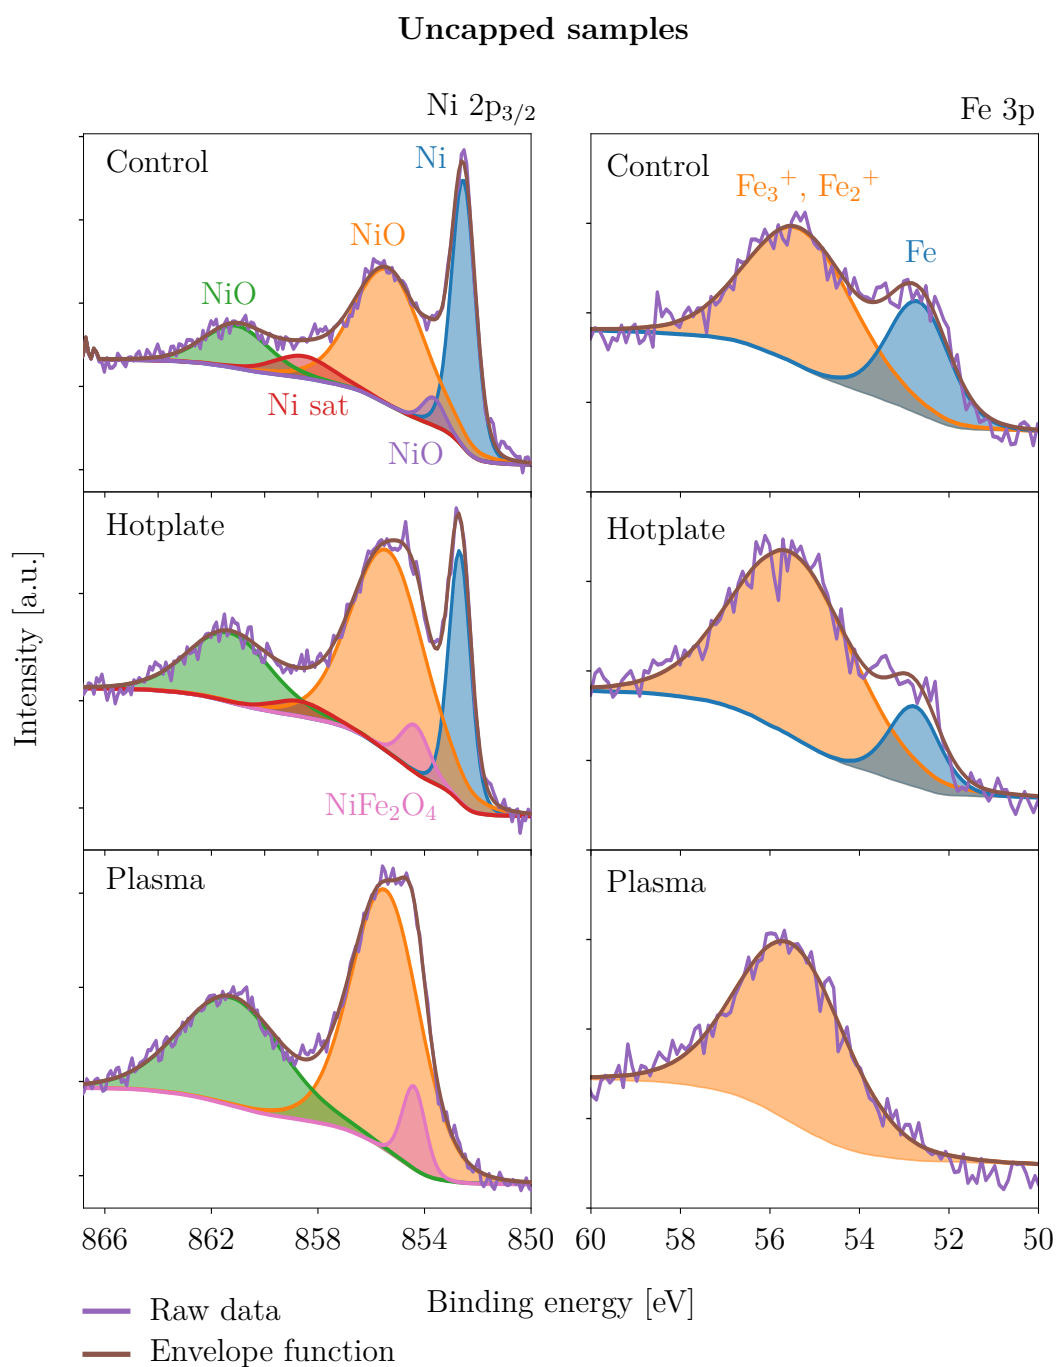 Uncapped samples
Ni 2p3/2
Fe 3p
Control
Ni
NiO
NiO
Ni sat
NiO
Control
Fe3+, Fe2+
Fe
Hotplate
NiFe2O4
Hotplate
Plasma
Plasma
Intensity [a.u.]
866 862 858 854 850
60 58 56 54 52 50
Binding energy [eV]
Raw data
Envelope function